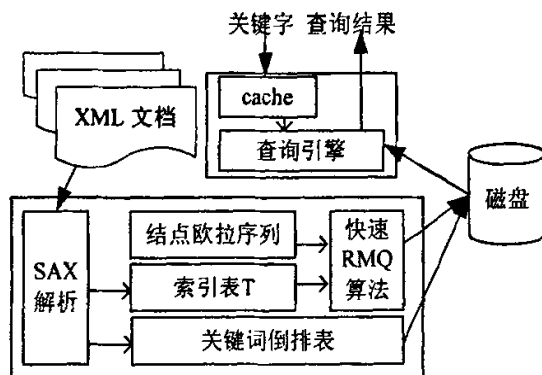 关键字 查询结果
cache
XML 文档
查询引擎
磁盘
结点欧拉序列
快速
RMQ
算法
SAX
解析
索引表T
关键词倒排表